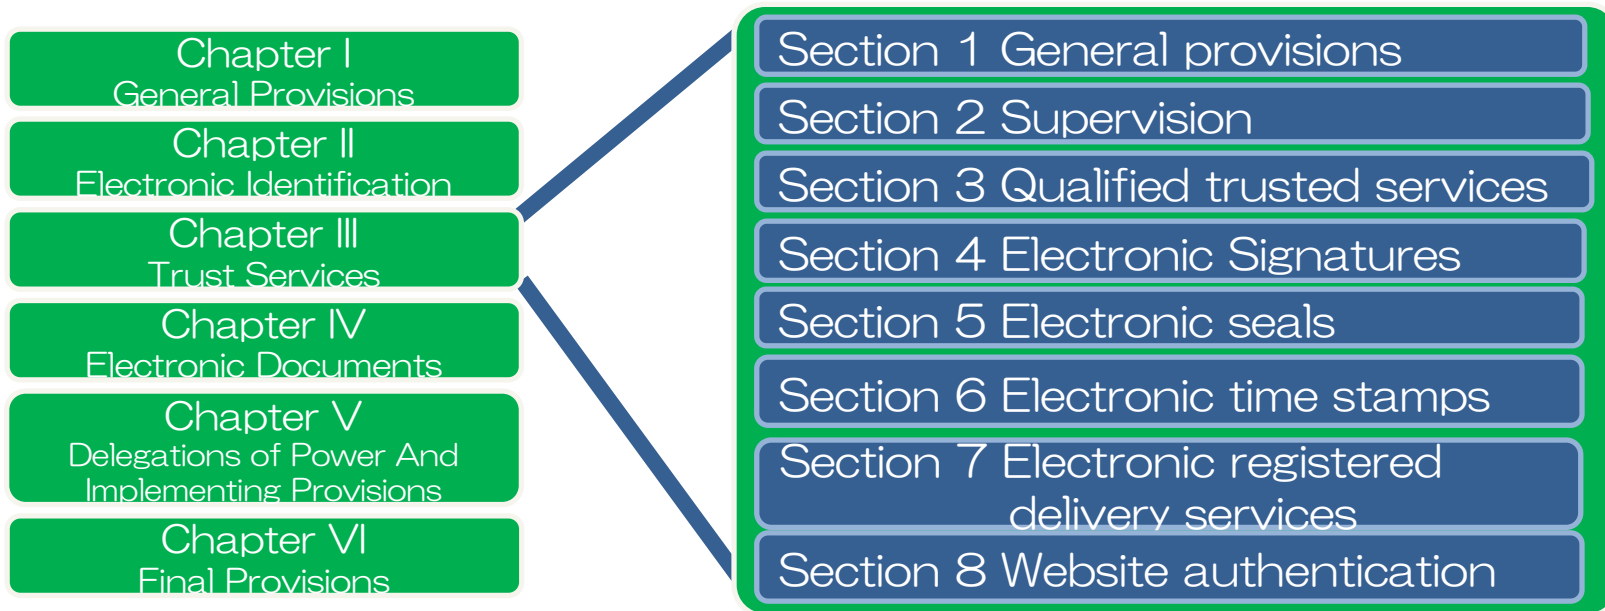 Chapter I
General Provisions
Chapter II
Electronic Identification
Chapter III
Trust Services
Chapter IV
Electronic Documents
Chapter V
Delegations of Power And
Implementing Provisions
Chapter VI
Final Provisions
Section 1 General provisions
Section 2 Supervision
Section 3 Qualified trusted services
Section 4 Electronic Signatures
Section 5 Electronic seals
Section 6 Electronic time stamps
Section 7 Electronic registered
delivery services
Section 8 Website authentication